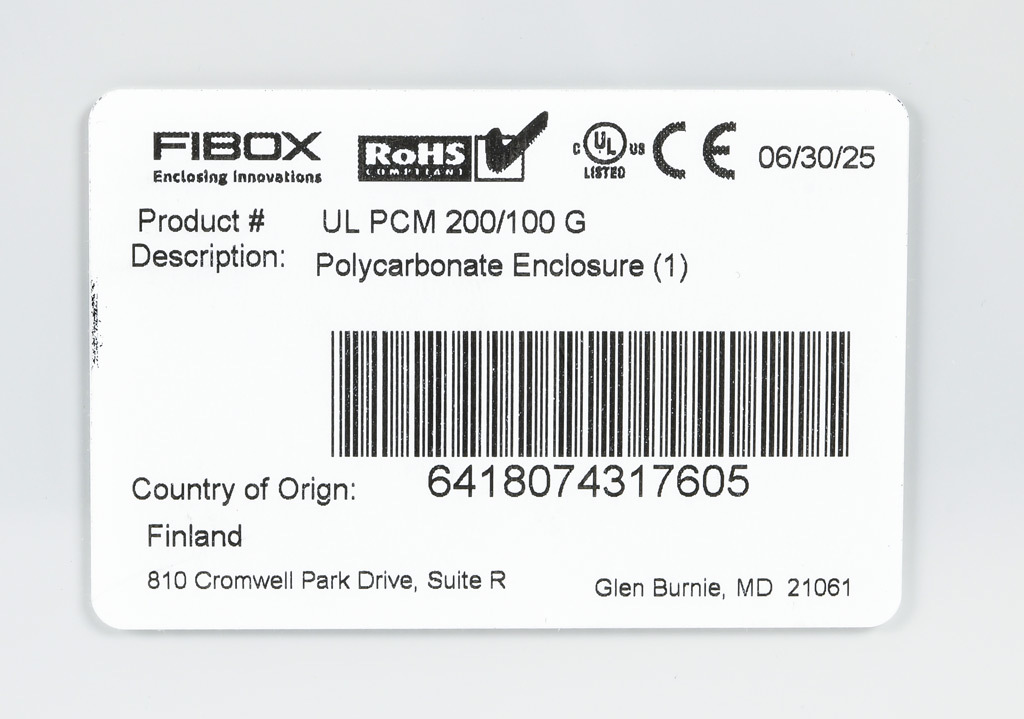 FIBOX
Enclosing Innovations
RoHS
COMPLIANT
C UL US
LISTED
CE
06/30/25
Product # UL PCM 200/100 G
Description: Polycarbonate Enclosure (1)
6418074317605
Country of Orign:
Finland
810 Cromwell Park Drive, Suite R Glen Burnie, MD 21061